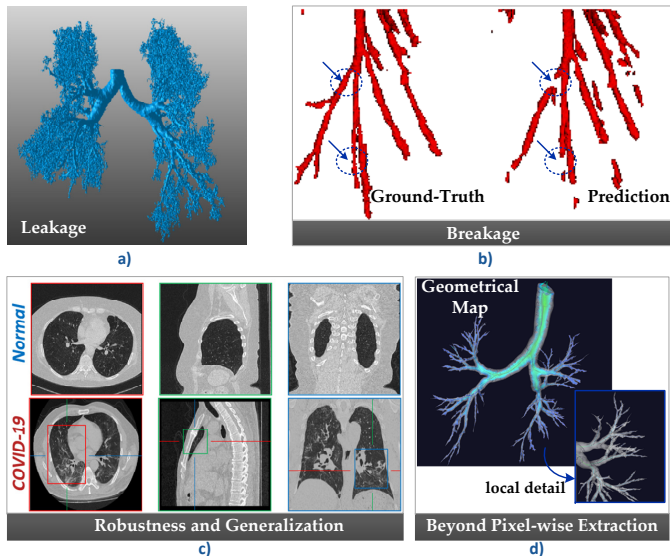 Leakage
a)
Ground-Truth
Prediction
Breakage
b)
Normal
COVID-19
Robustness and Generalization
c)
Geometrical
Map
local detail
Beyond Pixel-wise Extraction
d)